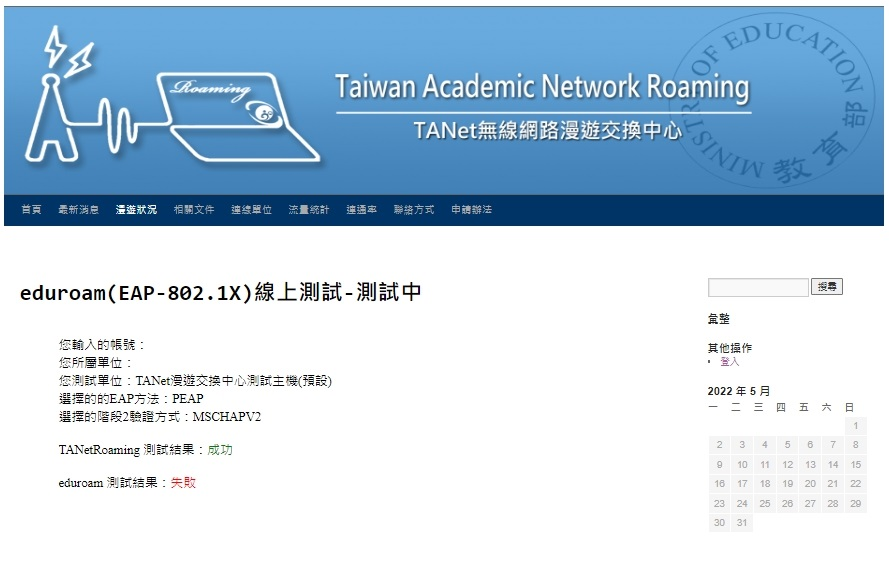 Roaming
Taiwan Academic Network Roaming
TANet無線網路漫遊交換中心
MINISTRY OF EDUCATION
教育部
首頁 最新消息 漫遊狀況 相關文件 連線單位 流量統計 連通率 聯絡方式 申請辦法
eduroam(EAP-802.1X)線上測試-測試中
您輸入的帳號：
您所屬單位：
您測試單位：TANet漫遊交換中心測試主機(預設)
選擇的的EAP方法：PEAP
選擇的階段2驗證方式：MSCHAPV2
TANetRoaming 測試結果：成功
eduroam 測試結果：失敗
搜尋
彙整
其他操作
登入
2022 年 5 月
一 二 三 四 五 六 日
1
2 3 4 5 6 7 8
9 10 11 12 13 14 15
16 17 18 19 20 21 22
23 24 25 26 27 28 29
30 31